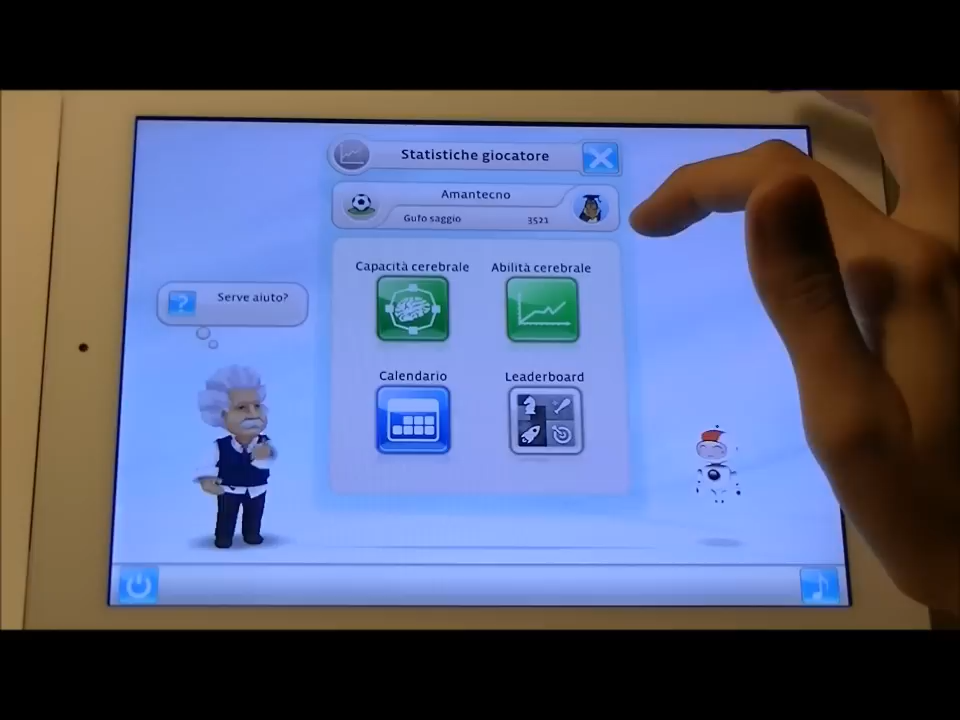 Statistiche giocatore
Amantecno
Gufo saggio 3521
Capacità cerebrale Abilità cerebrale
? Serve aiuto?
Calendario Leaderboard